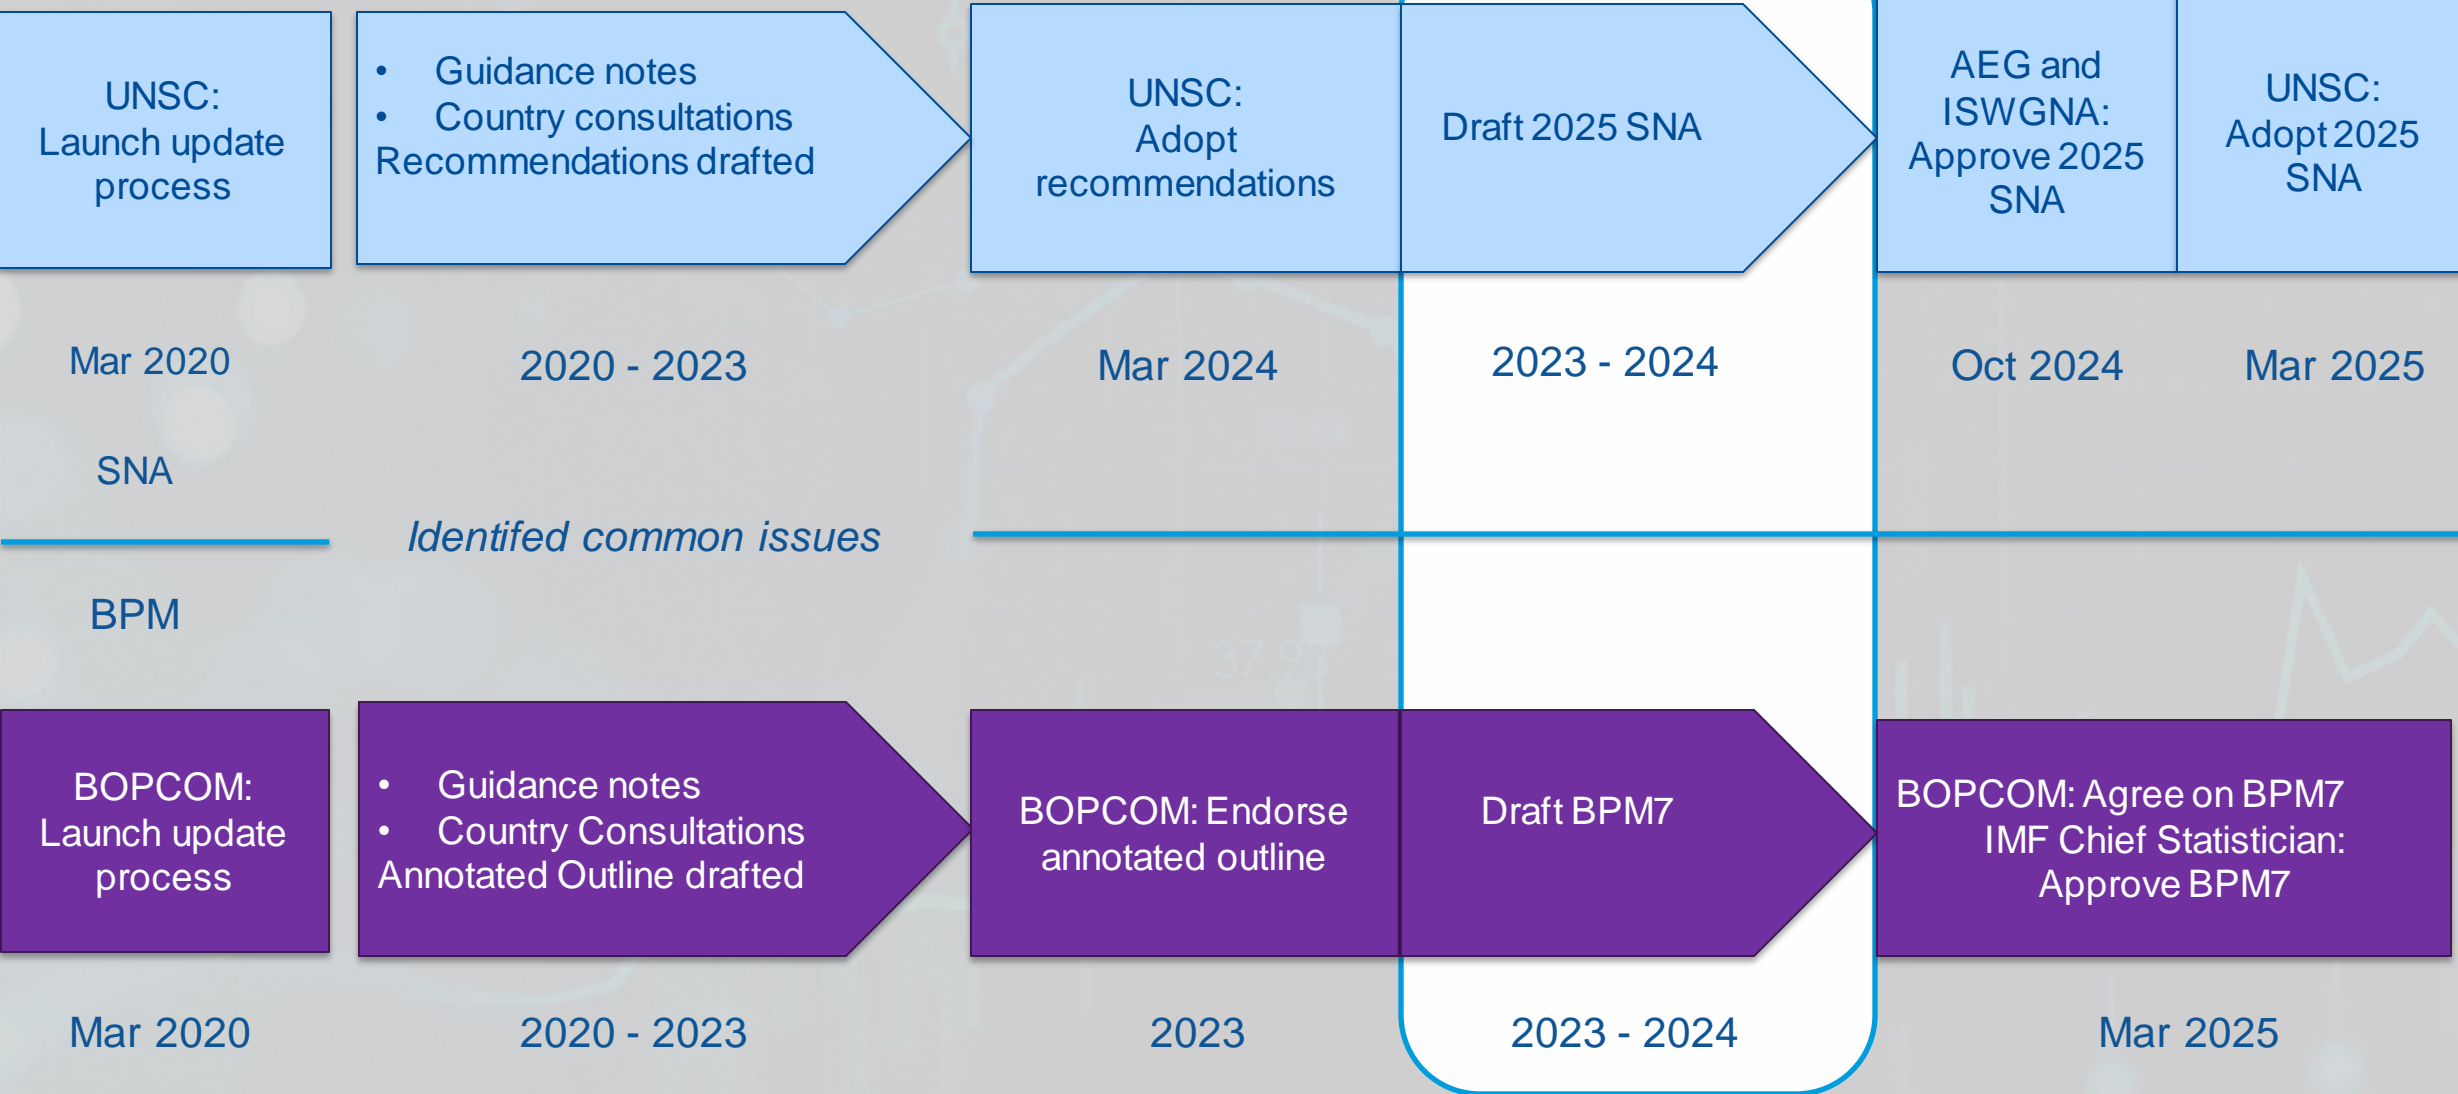 UNSC:
Launch update
process
• Guidance notes
• Country consultations
Recommendations drafted
UNSC:
Adopt
recommendations
Draft 2025 SNA
AEG and
ISWGNA:
Approve 2025
SNA
UNSC:
Adopt 2025
SNA
Mar 2020
2020 - 2023
Mar 2024
2023 - 2024
Oct 2024
Mar 2025
SNA
Identifed common issues
BPM
37.93
BOPCOM:
Launch update
process
• Guidance notes
• Country Consultations
Annotated Outline drafted
BOPCOM: Endorse
annotated outline
Draft BPM7
BOPCOM: Agree on BPM7
IMF Chief Statistician:
Approve BPM7
Mar 2020
2020 - 2023
2023
2023 - 2024
Mar 2025